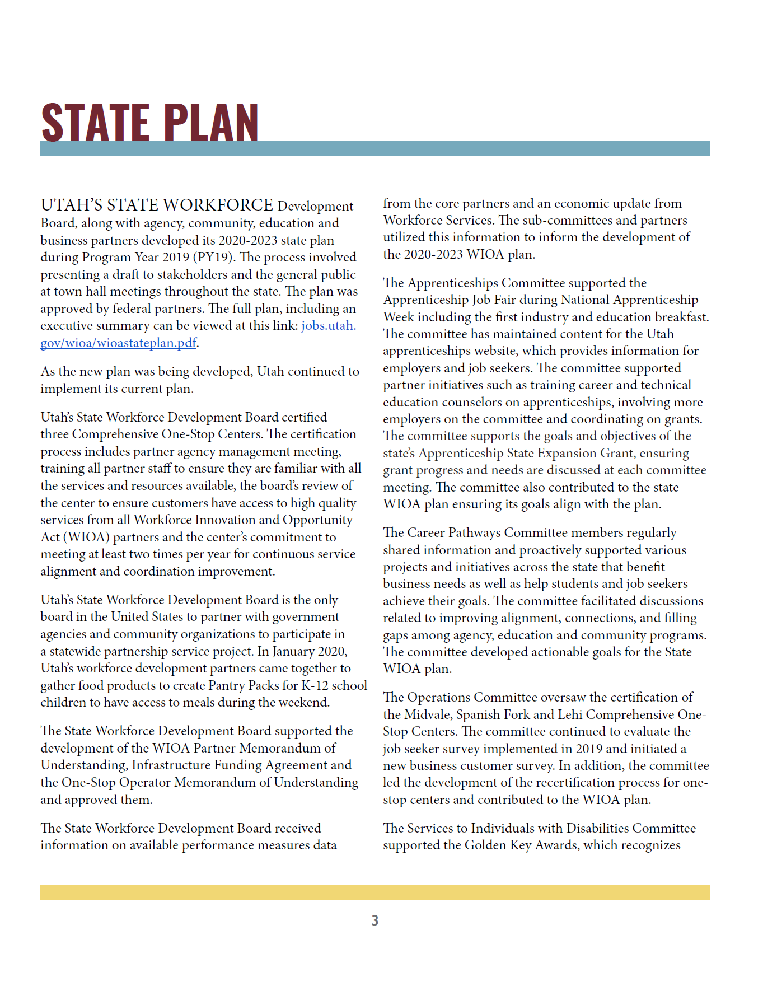 STATE PLAN
UTAH’S STATE WORKFORCE Development
Board, along with agency, community, education and
business partners developed its 2020-2023 state plan
during Program Year 2019 (PY19). The process involved
presenting a draft to stakeholders and the general public
at town hall meetings throughout the state. The plan was
approved by federal partners. The full plan, including an
executive summary can be viewed at this link: jobs.utah.
gov/wioa/wioastateplan.pdf.
As the new plan was being developed, Utah continued to
implement its current plan.
Utah’s State Workforce Development Board certified
three Comprehensive One-Stop Centers. The certification
process includes partner agency management meeting,
training all partner staff to ensure they are familiar with all
the services and resources available, the board’s review of
the center to ensure customers have access to high quality
services from all Workforce Innovation and Opportunity
Act (WIOA) partners and the center’s commitment to
meeting at least two times per year for continuous service
alignment and coordination improvement.
Utah’s State Workforce Development Board is the only
board in the United States to partner with government
agencies and community organizations to participate in
a statewide partnership service project. In January 2020,
Utah’s workforce development partners came together to
gather food products to create Pantry Packs for K-12 school
children to have access to meals during the weekend.
The State Workforce Development Board supported the
development of the WIOA Partner Memorandum of
Understanding, Infrastructure Funding Agreement and
the One-Stop Operator Memorandum of Understanding
and approved them.
The State Workforce Development Board received
information on available performance measures data
from the core partners and an economic update from
Workforce Services. The sub-committees and partners
utilized this information to inform the development of
the 2020-2023 WIOA plan.
The Apprenticeships Committee supported the
Apprenticeship Job Fair during National Apprenticeship
Week including the first industry and education breakfast.
The committee has maintained content for the Utah
apprenticeships website, which provides information for
employers and job seekers. The committee supported
partner initiatives such as training career and technical
education counselors on apprenticeships, involving more
employers on the committee and coordinating on grants.
The committee supports the goals and objectives of the
state’s Apprenticeship State Expansion Grant, ensuring
grant progress and needs are discussed at each committee
meeting. The committee also contributed to the state
WIOA plan ensuring its goals align with the plan.
The Career Pathways Committee members regularly
shared information and proactively supported various
projects and initiatives across the state that benefit
business needs as well as help students and job seekers
achieve their goals. The committee facilitated discussions
related to improving alignment, connections, and filling
gaps among agency, education and community programs.
The committee developed actionable goals for the State
WIOA plan.
The Operations Committee oversaw the certification of
the Midvale, Spanish Fork and Lehi Comprehensive One-
Stop Centers. The committee continued to evaluate the
job seeker survey implemented in 2019 and initiated a
new business customer survey. In addition, the committee
led the development of the recertification process for one-
stop centers and contributed to the WIOA plan.
The Services to Individuals with Disabilities Committee
supported the Golden Key Awards, which recognizes
3